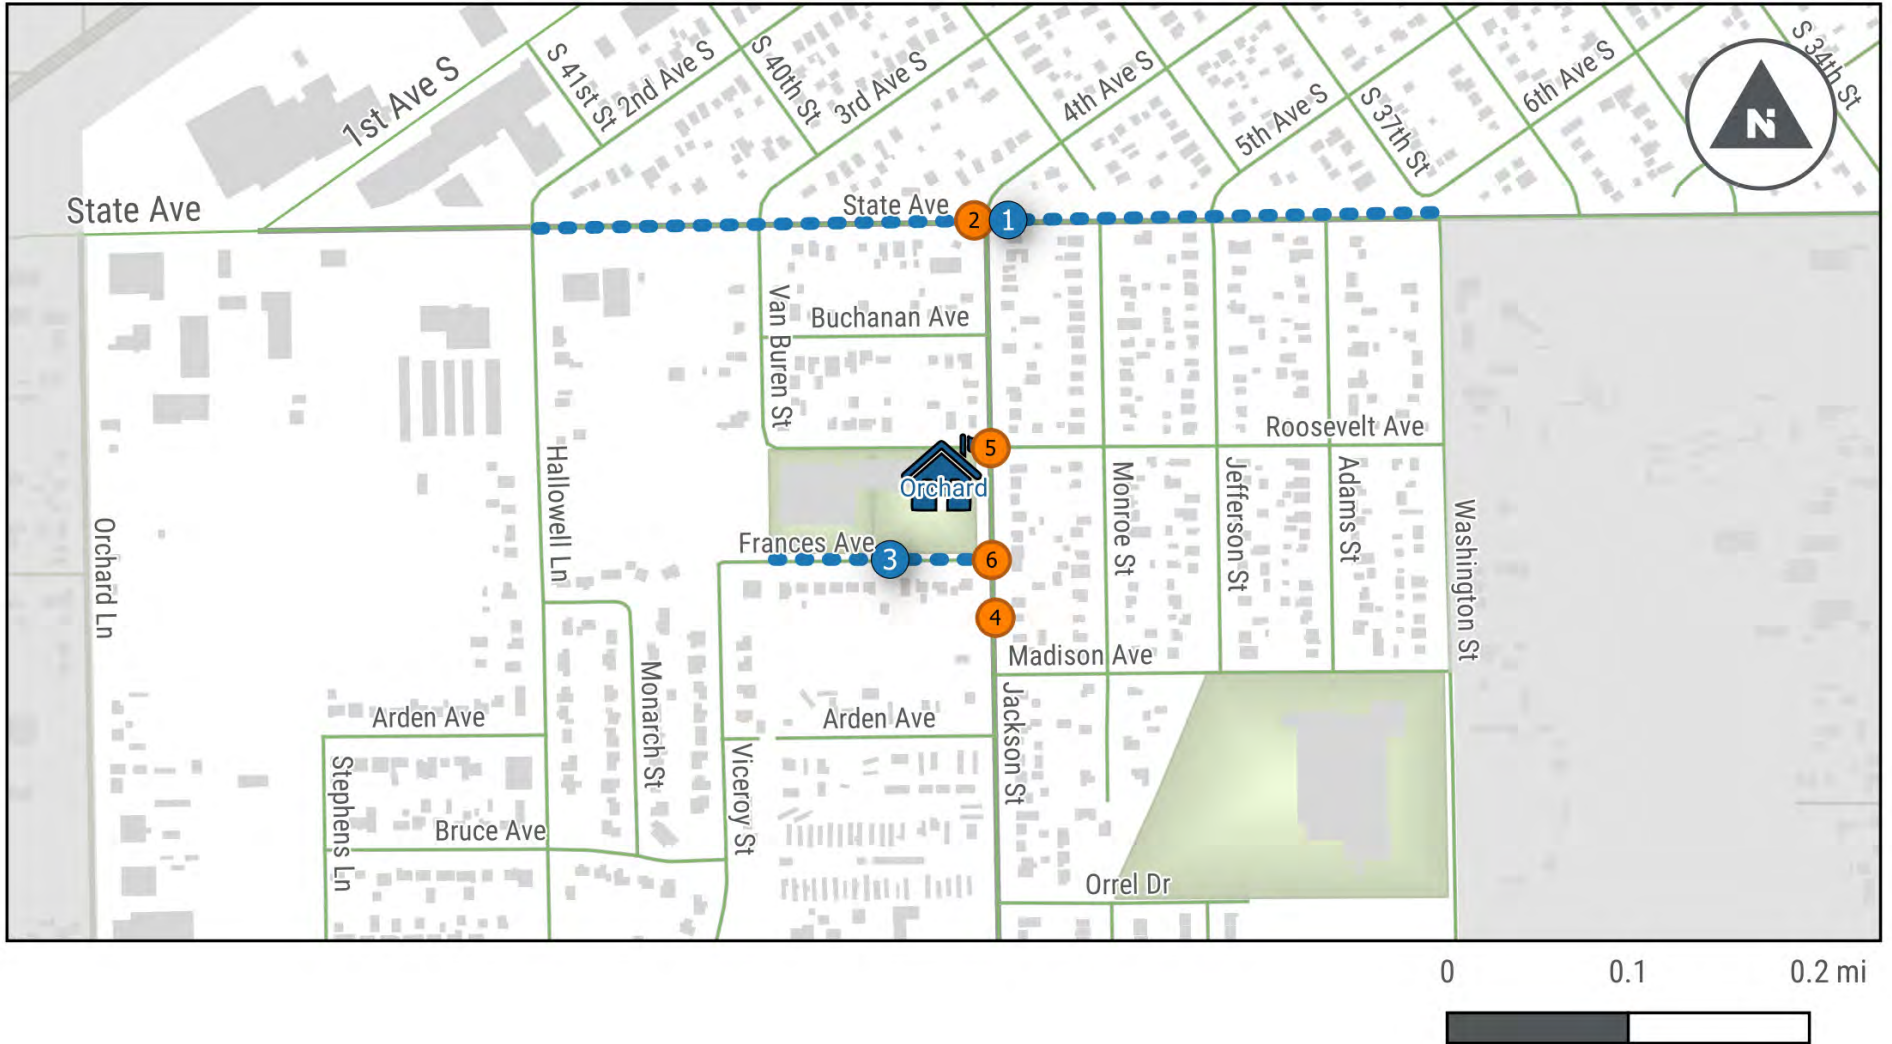 1st Ave S
S 41st St
2nd Ave S
S 40th St
3rd Ave S
4th Ave S
5th Ave S
S 37th St
6th Ave S
S 34th St
N
State Ave
State Ave
2
1
Van Buren St
Buchanan Ave
Roosevelt Ave
5
Orchard
Hallowell Ln
Monroe St
Jefferson St
Adams St
Washington St
Orchard Ln
Frances Ave
3
6
4
Madison Ave
Monarch St
Arden Ave
Arden Ave
Jackson St
Stephens Ln
Viceroy St
Bruce Ave
Orrel Dr
0 0.1 0.2 mi